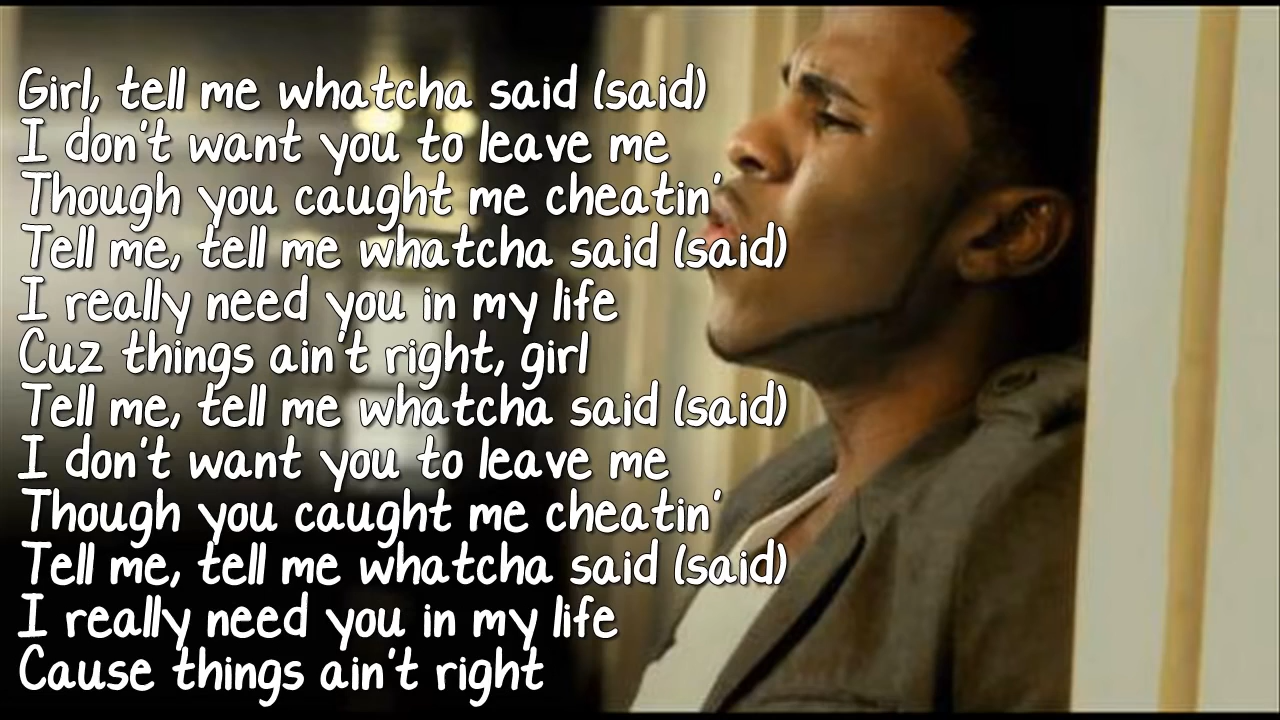 Girl, tell me whatcha said (said)
I don't want you to leave me
Though you caught me cheatin'
Tell me, tell me whatcha said (said)
I really need you in my life
Cuz things ain't right, girl
Tell me, tell me whatcha said (said)
I don't want you to leave me
Though you caught me cheatin'
Tell me, tell me whatcha said (said)
I really need you in my life
Cause things ain't right